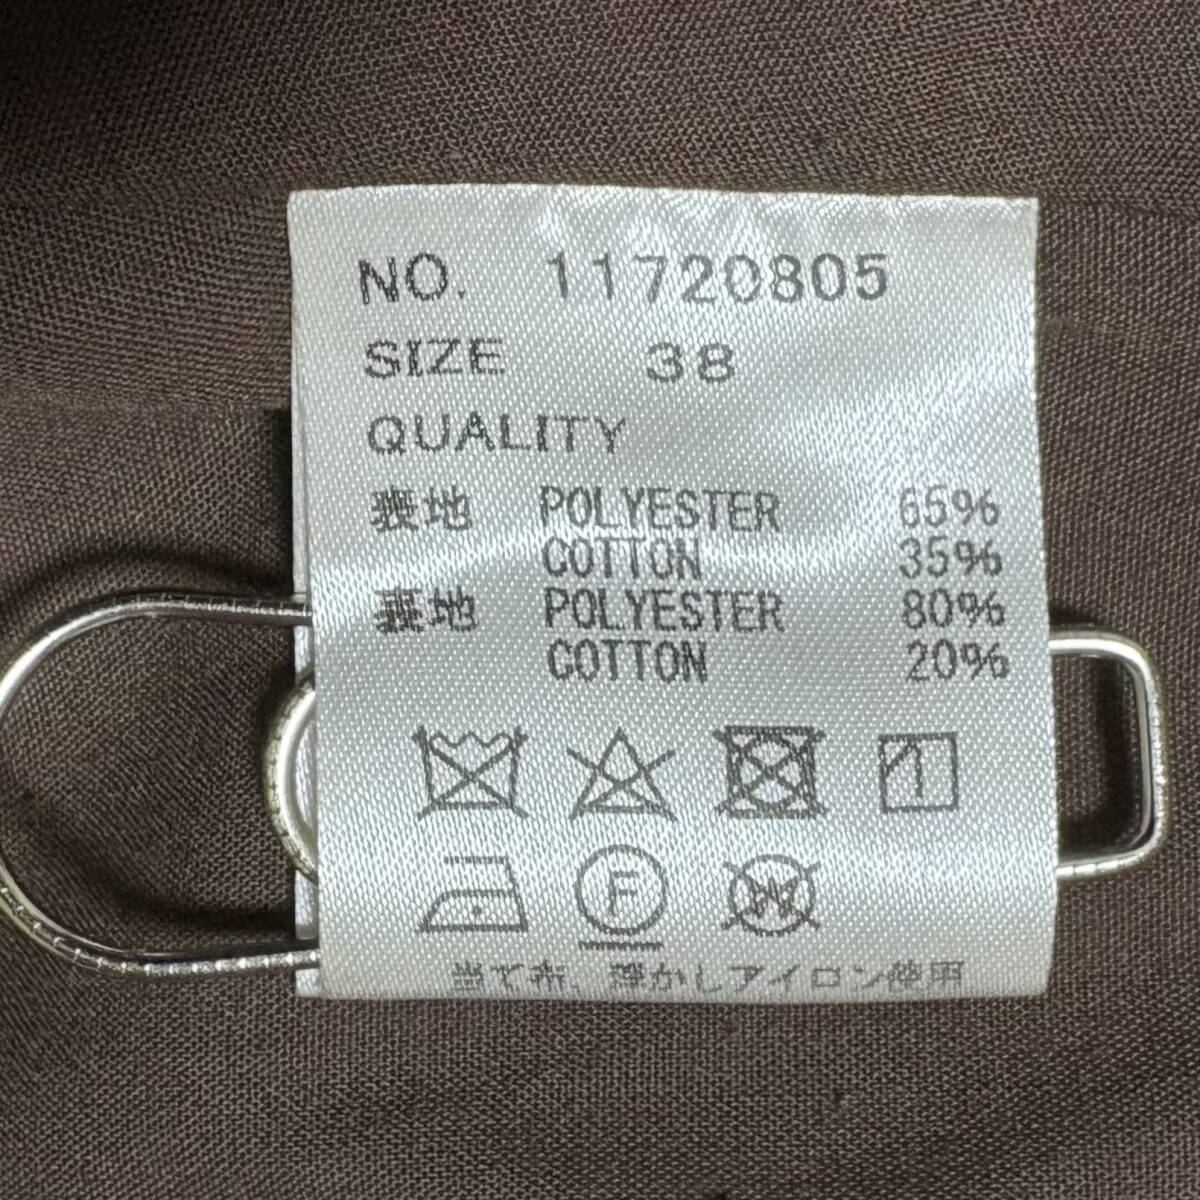 NO. 11720805
SIZE 38
QUALITY
表地 POLYESTER 65%
COTTON 35%
裏地 POLYESTER 80%
COTTON 20%
F
W
当て布、浮かしアイロン使用